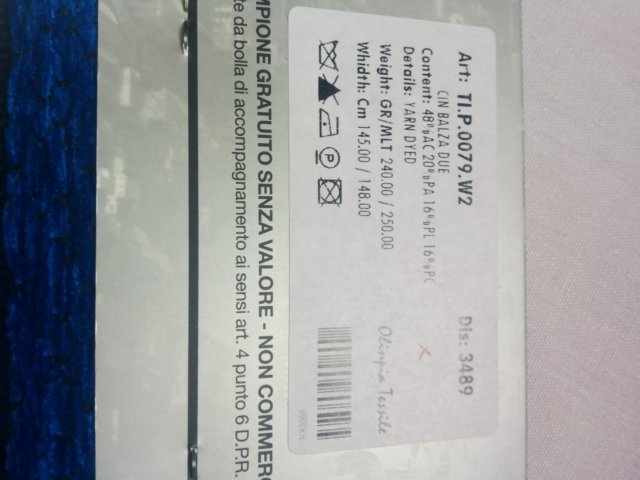 Art: TI.P.0079.W2 Dis: 3489
CIN BALZA DUE
Content: 48%AC 20%PA 16%PL 16%PC
Details: YARN DYED
Weight: GR/MLT 240.00 / 250.00
Whidth: Cm 145.00 / 148.00
Olimpia Tessile
MPIONE GRATUITO SENZA VALORE - NON COMMERC
te da bolla di accompagnamento ai sensi art. 4 punto 6 D.P.R.